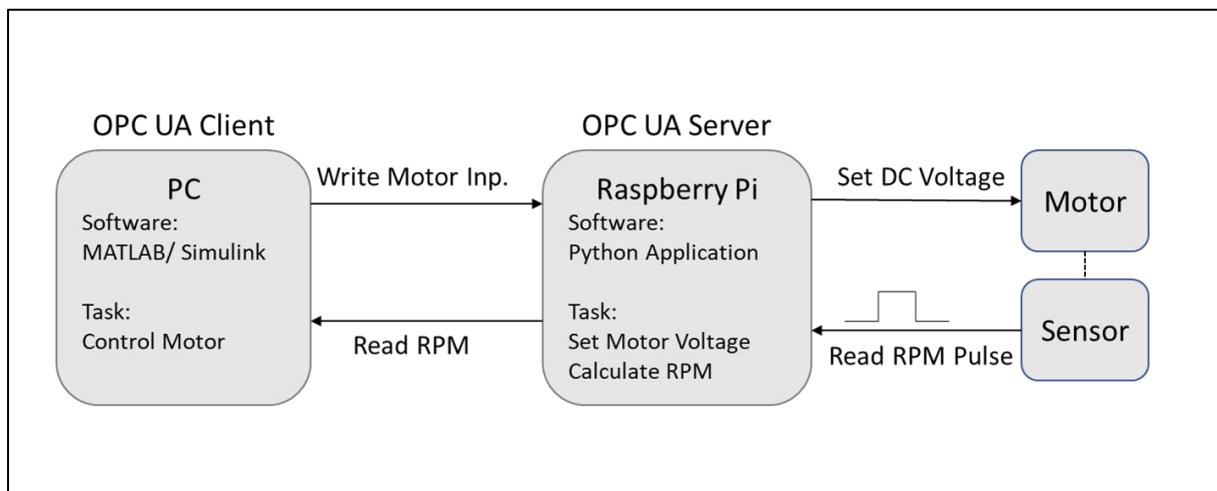 OPC UA Client
PC
Software:
MATLAB/ Simulink
Task:
Control Motor
Write Motor Inp.
Read RPM
OPC UA Server
Raspberry Pi
Software:
Python Application
Task:
Set Motor Voltage
Calculate RPM
Set DC Voltage
Read RPM Pulse
Motor
Sensor